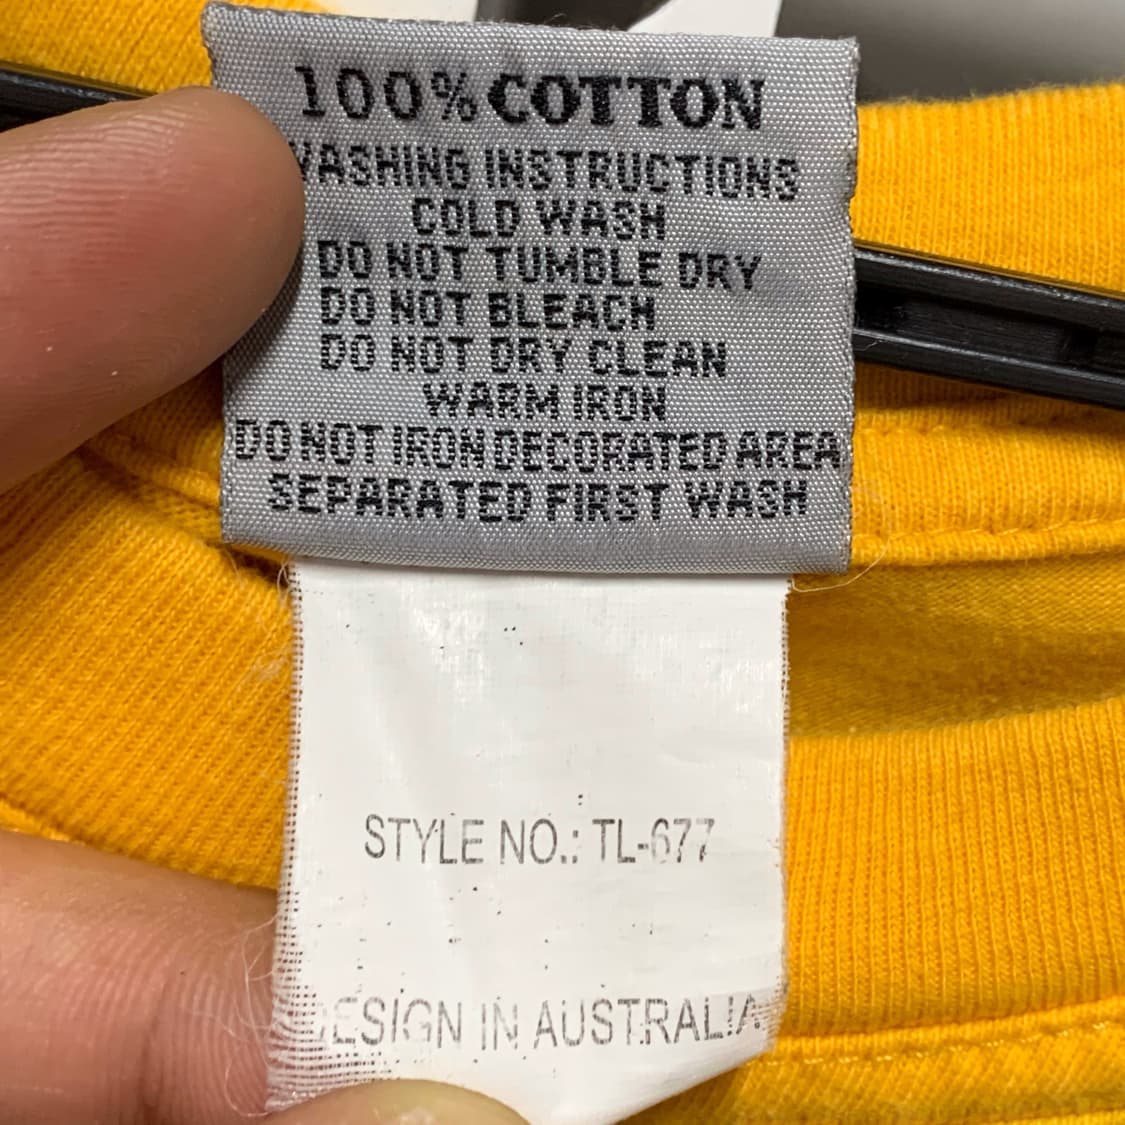 100% COTTON
WASHING INSTRUCTIONS
COLD WASH
DO NOT TUMBLE DRY
DO NOT BLEACH
DO NOT DRY CLEAN
WARM IRON
DO NOT IRON DECORATED AREA
SEPARATED FIRST WASH
STYLE NO.: TL-677
DESIGN IN AUSTRALIA